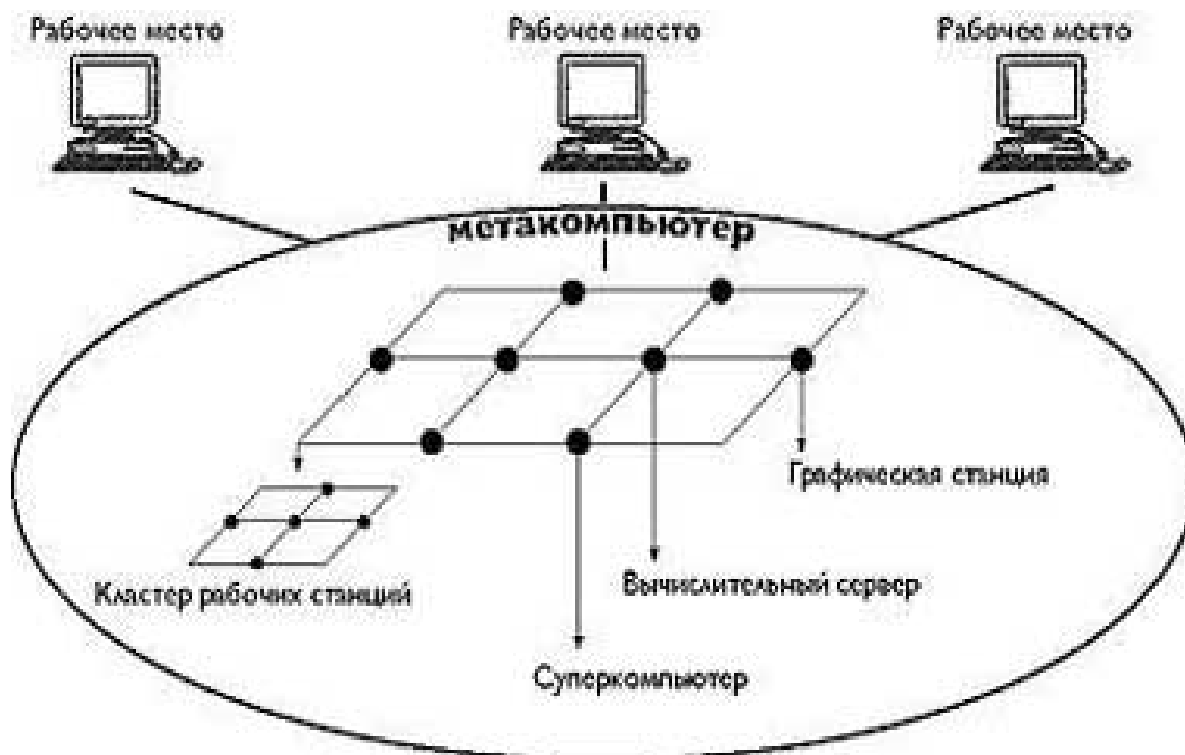 Рабочее место
Рабочее место
Рабочее место
метакомпьютер
Графическая станция
Вычислительный сервер
Кластер рабочих станций
Суперкомпьютер